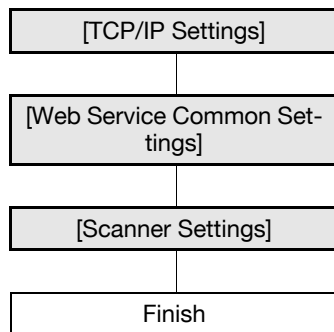 [TCP/IP Settings]
[Web Service Common Set-
tings]
[Scanner Settings]
Finish